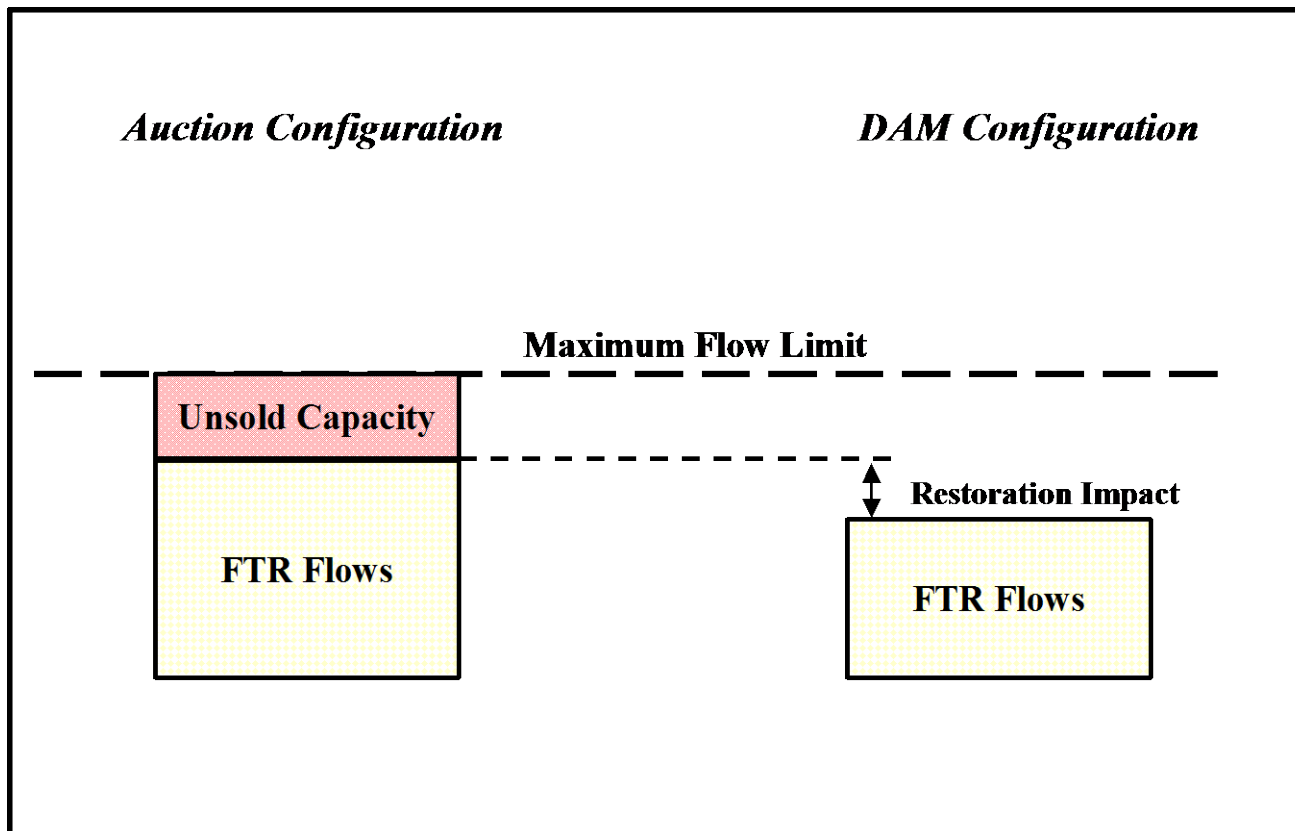 Auction Configuration
DAM Configuration
Maximum Flow Limit
Unsold Capacity
Restoration Impact
FTR Flows
FTR Flows